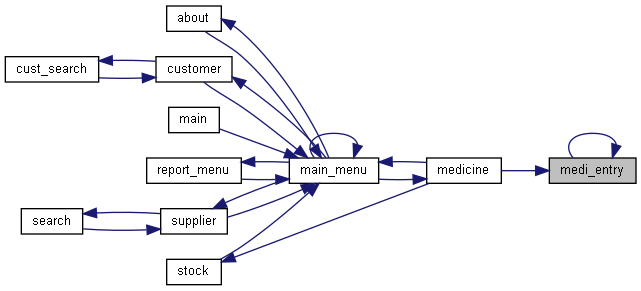 about
cust_search
customer
main
report_menu
main_menu
medicine
medi_entry
search
supplier
stock